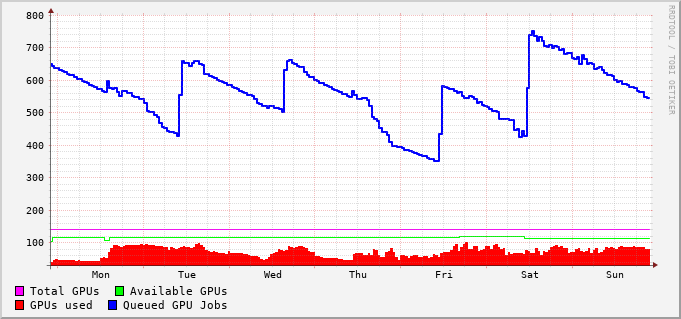 800
700
600
500
400
300
200
100
Mon Tue Wed Thu Fri Sat Sun
Total GPUs Available GPUs
GPUs used Queued GPU Jobs
RRDTOOL / TOBI OETIKER